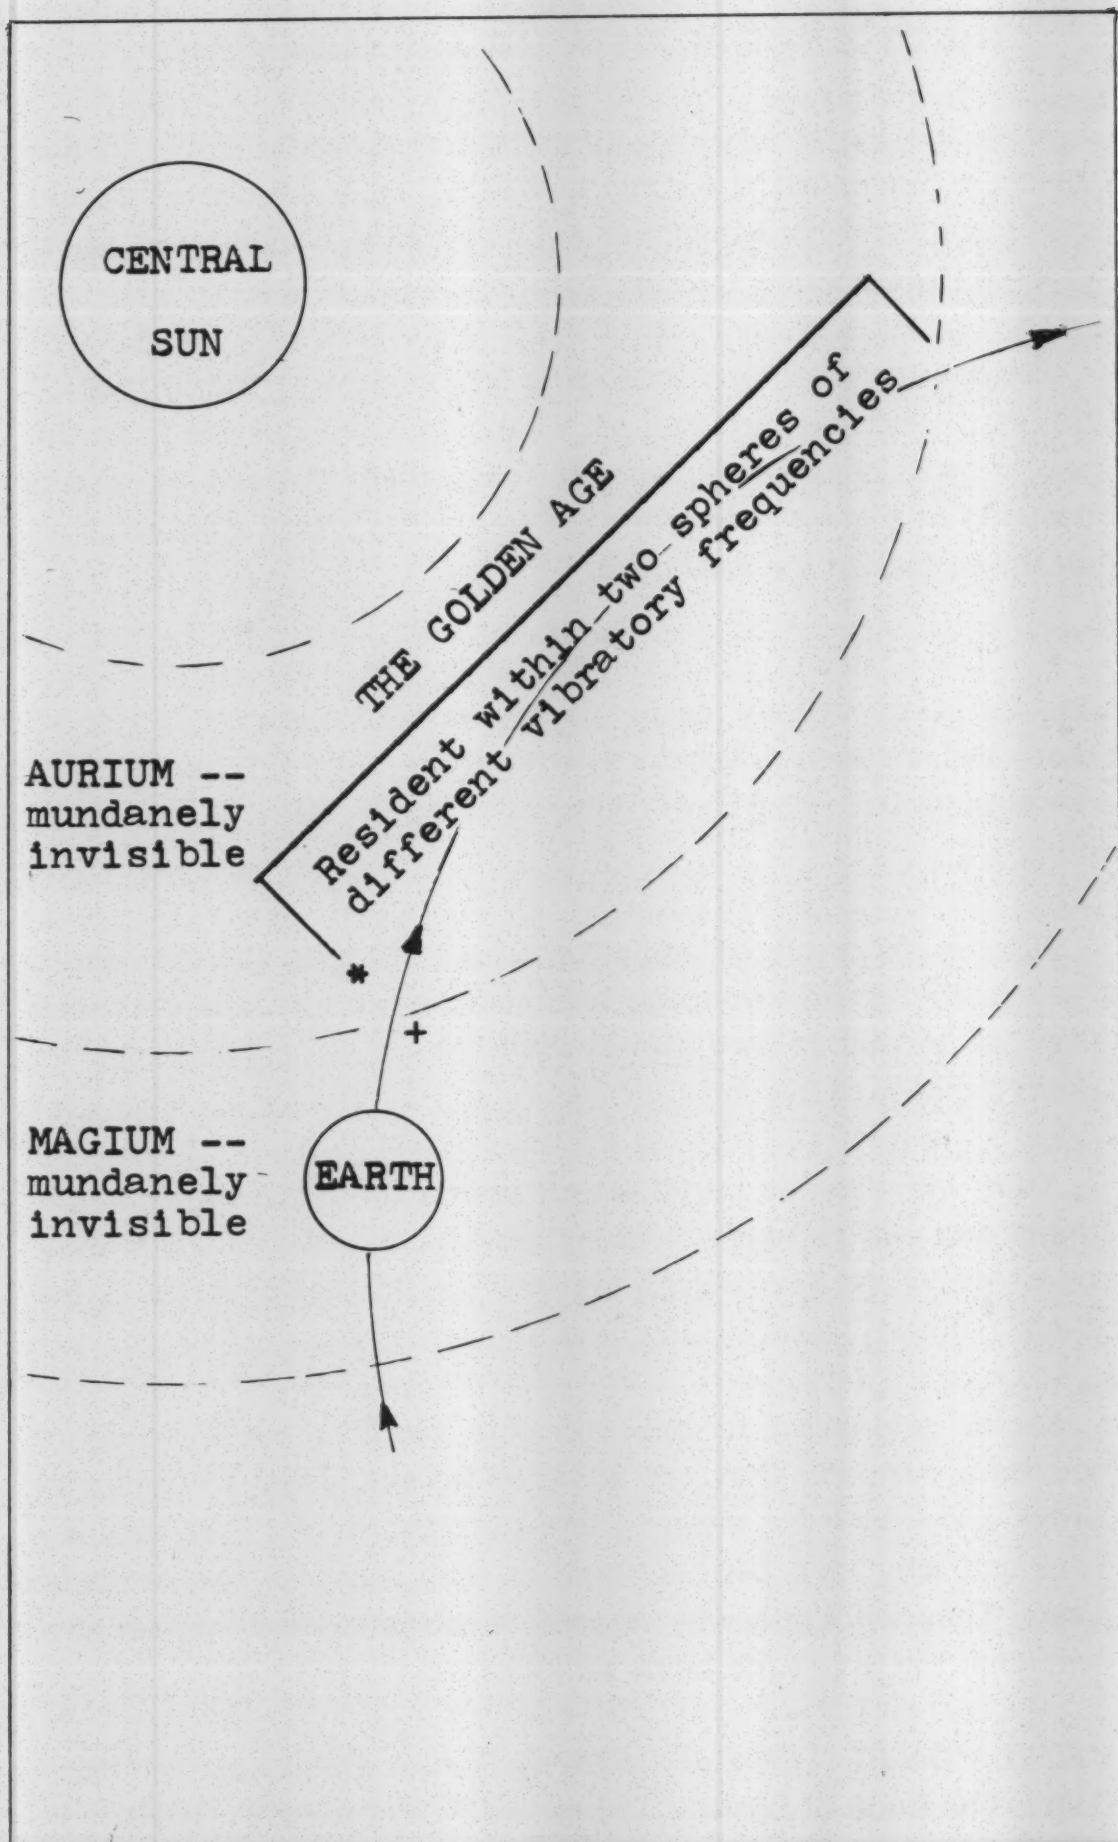 CENTRAL
SUN
THE GOLDEN AGE
Resident within two spheres of
different vibratory frequencies
AURIUM --
mundanely
invisible
*
+
MAGIUM --
mundanely
invisible
EARTH